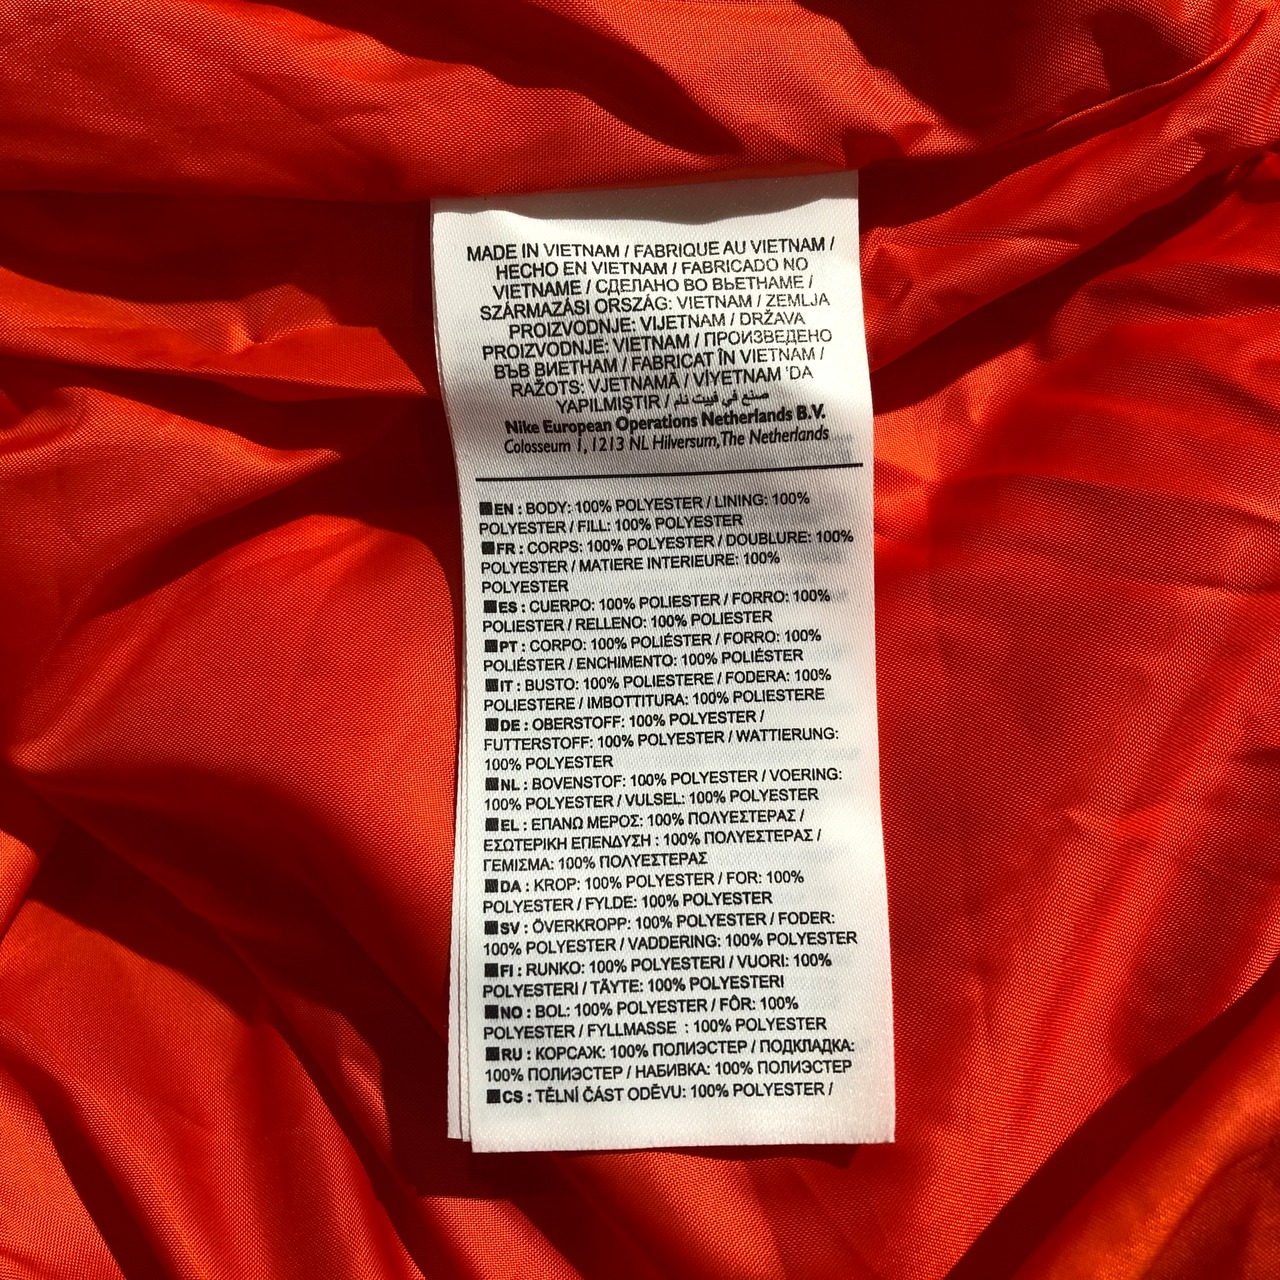 MADE IN VIETNAM / FABRIQUE AU VIETNAM /
HECHO EN VIETNAM / FABRICADO NO
VIETNAME / СДЕЛАНО ВО ВЬЕТНАМЕ /
SZÁRMAZÁSI ORSZÁG: VIETNAM / ZEMLJA
PROIZVODNJE: VIJETNAM / DRŽAVA
PROIZVODNJE: VIETNAM / ПРОИЗВЕДЕНО
ВЪВ ВИЕТНАМ / FABRICAT ÎN VIETNAM /
RAŽOTS: VJETNAMĀ / VİYETNAM 'DA
YAPILMIŞTIR / صنع في فييت نام
Nike European Operations Netherlands B.V.
Colosseum 1, 1213 NL Hilversum, The Netherlands
■EN : BODY: 100% POLYESTER / LINING: 100%
POLYESTER / FILL: 100% POLYESTER
■FR : CORPS: 100% POLYESTER / DOUBLURE: 100%
POLYESTER / MATIERE INTERIEURE: 100%
POLYESTER
■ES : CUERPO: 100% POLIESTER / FORRO: 100%
POLIESTER / RELLENO: 100% POLIESTER
■PT : CORPO: 100% POLIÉSTER / FORRO: 100%
POLIÉSTER / ENCHIMENTO: 100% POLIÉSTER
■IT : BUSTO: 100% POLIESTERE / FODERA: 100%
POLIESTERE / IMBOTTITURA: 100% POLIESTERE
■DE : OBERSTOFF: 100% POLYESTER /
FUTTERSTOFF: 100% POLYESTER / WATTIERUNG:
100% POLYESTER
■NL : BOVENSTOF: 100% POLYESTER / VOERING:
100% POLYESTER / VULSEL: 100% POLYESTER
■EL : ΕΠΑΝΩ ΜΕΡΟΣ: 100% ΠΟΛΥΕΣΤΕΡΑΣ /
ΕΣΩΤΕΡΙΚΗ ΕΠΕΝΔΥΣΗ : 100% ΠΟΛΥΕΣΤΕΡΑΣ /
ΓΕΜΙΣΜΑ: 100% ΠΟΛΥΕΣΤΕΡΑΣ
■DA : KROP: 100% POLYESTER / FOR: 100%
POLYESTER / FYLDE: 100% POLYESTER
■SV : ÖVERKROPP: 100% POLYESTER / FODER:
100% POLYESTER / VADDERING: 100% POLYESTER
■FI : RUNKO: 100% POLYESTERI / VUORI: 100%
POLYESTERI / TÄYTE: 100% POLYESTERI
■NO : BOL: 100% POLYESTER / FÔR: 100%
POLYESTER / FYLLMASSE : 100% POLYESTER
■RU : КОРСАЖ: 100% ПОЛИЭСТЕР / ПОДКЛАДКА:
100% ПОЛИЭСТЕР / НАБИВКА: 100% ПОЛИЭСТЕР
■CS : TĚLNÍ ČÁST ODĚVU: 100% POLYESTER /